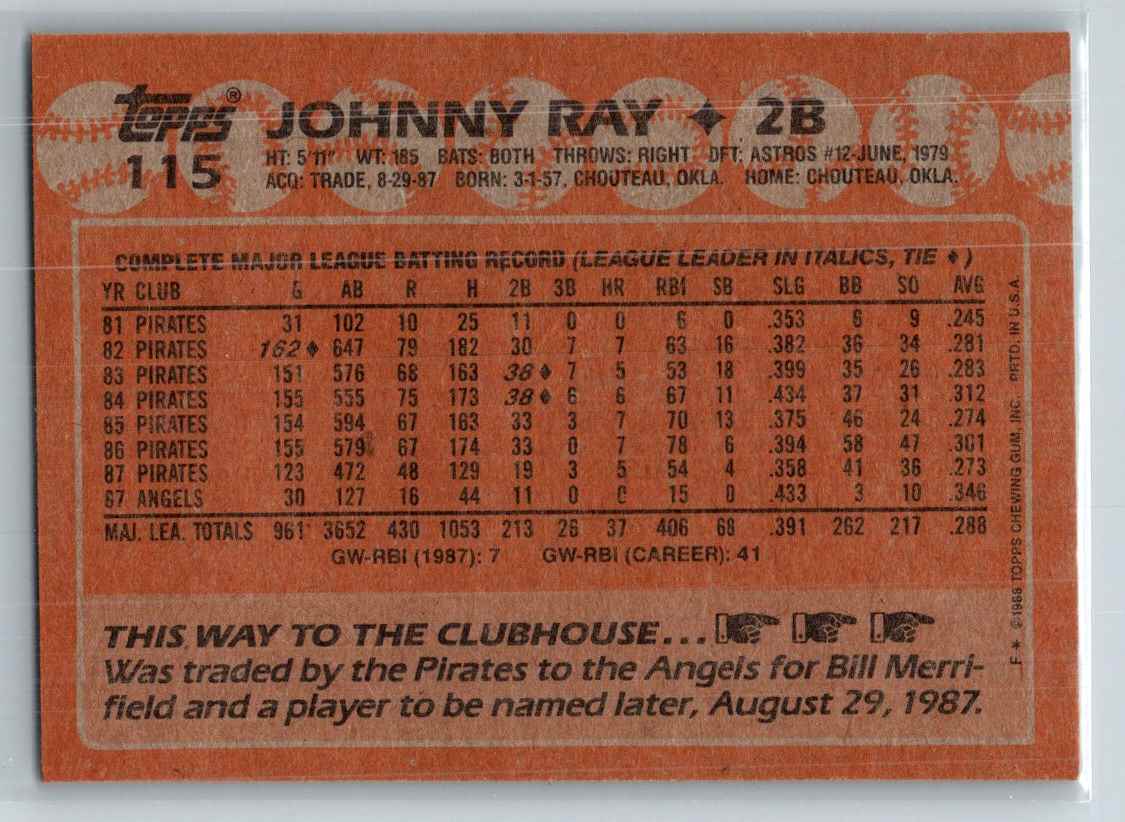 topps® JOHNNY RAY ✦ 2B
115 HT: 5'11" WT: 185 BATS: BOTH THROWS: RIGHT DFT: ASTROS #12-JUNE, 1979
ACQ: TRADE, 8-29-87 BORN: 3-1-57, CHOUTEAU, OKLA. HOME: CHOUTEAU, OKLA.
COMPLETE MAJOR LEAGUE BATTING RECORD (LEAGUE LEADER IN ITALICS, TIE ♦)
YR CLUB G AB R H 2B 3B HR RBI SB SLG BB SO AVG
81 PIRATES 31 102 10 25 11 0 0 6 0 .353 6 9 .245
82 PIRATES 162♦ 647 79 182 30 7 7 63 16 .382 36 34 .281
83 PIRATES 151 576 68 163 38♦ 7 5 53 18 .399 35 26 .283
84 PIRATES 155 555 75 173 38♦ 6 6 67 11 .434 37 31 .312
85 PIRATES 154 594 67 163 33 3 7 70 13 .375 46 24 .274
86 PIRATES 155 579 67 174 33 0 7 78 6 .394 58 47 .301
87 PIRATES 123 472 48 129 19 3 5 54 4 .358 41 36 .273
87 ANGELS 30 127 16 44 11 0 0 15 0 .433 3 10 .346
MAJ. LEA. TOTALS 961 3652 430 1053 213 26 37 406 68 .391 262 217 .288
GW-RBI (1987): 7 GW-RBI (CAREER): 41
THIS WAY TO THE CLUBHOUSE...
Was traded by the Pirates to the Angels for Bill Merri-
field and a player to be named later, August 29, 1987.
F* ©1988 TOPPS CHEWING GUM, INC. PRTD. IN U.S.A.